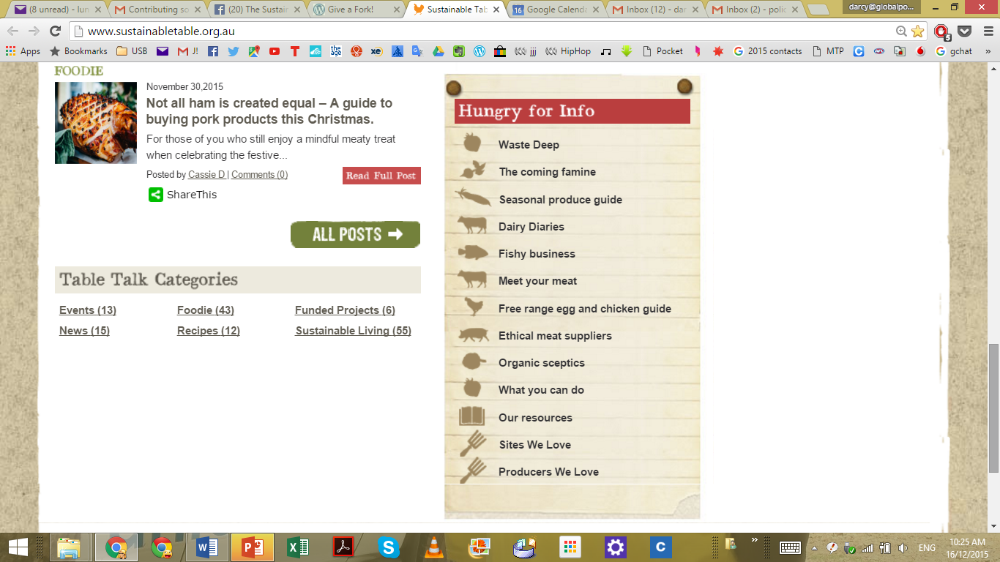 (8 unread) - lun
Contributing so
(20) The Sustain
Give a Fork!
Sustainable Tab
Google Calenda
Inbox (12) - dar
Inbox (2) - polic
darcy@globalpo...
www.sustainabletable.org.au
Apps
Bookmarks
USB
J!
the age
xe
jjj
HipHop
Pocket
2015 contacts
MTP
gchat
»
FOODIE
November 30,2015
Not all ham is created equal – A guide to
buying pork products this Christmas.
For those of you who still enjoy a mindful meaty treat
when celebrating the festive...
Posted by Cassie D | Comments (0)
Read Full Post
ShareThis
ALL POSTS
Table Talk Categories
Events (13) Foodie (43) Funded Projects (6)
News (15) Recipes (12) Sustainable Living (55)
Hungry for Info
Waste Deep
The coming famine
Seasonal produce guide
Dairy Diaries
Fishy business
Meet your meat
Free range egg and chicken guide
Ethical meat suppliers
Organic sceptics
What you can do
Our resources
Sites We Love
Producers We Love
ENG
10:25 AM
16/12/2015